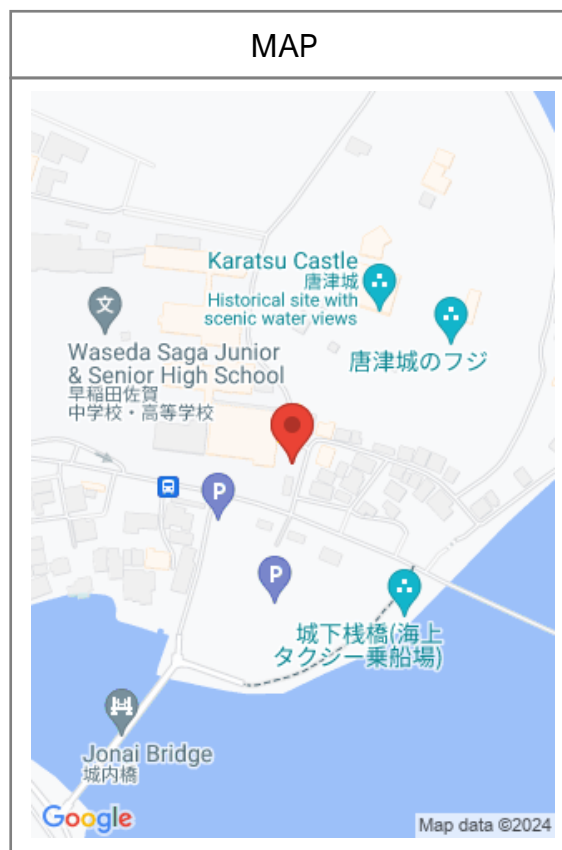 MAP
Karatsu Castle
唐津城
Historical site with
scenic water views
文
唐津城のフジ
Waseda Saga Junior
& Senior High School
早稲田佐賀
中学校・高等学校
P
P
城下桟橋(海上
タクシー乗船場)
Jonai Bridge
城内橋
Google
Map data ©2024